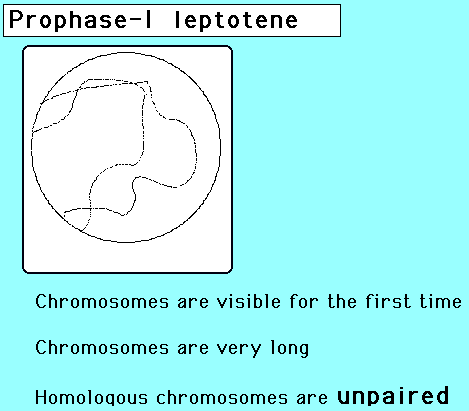 Prophase-I leptotene
Chromosomes are visible for the first time
Chromosomes are very long
Homologous chromosomes are unpaired